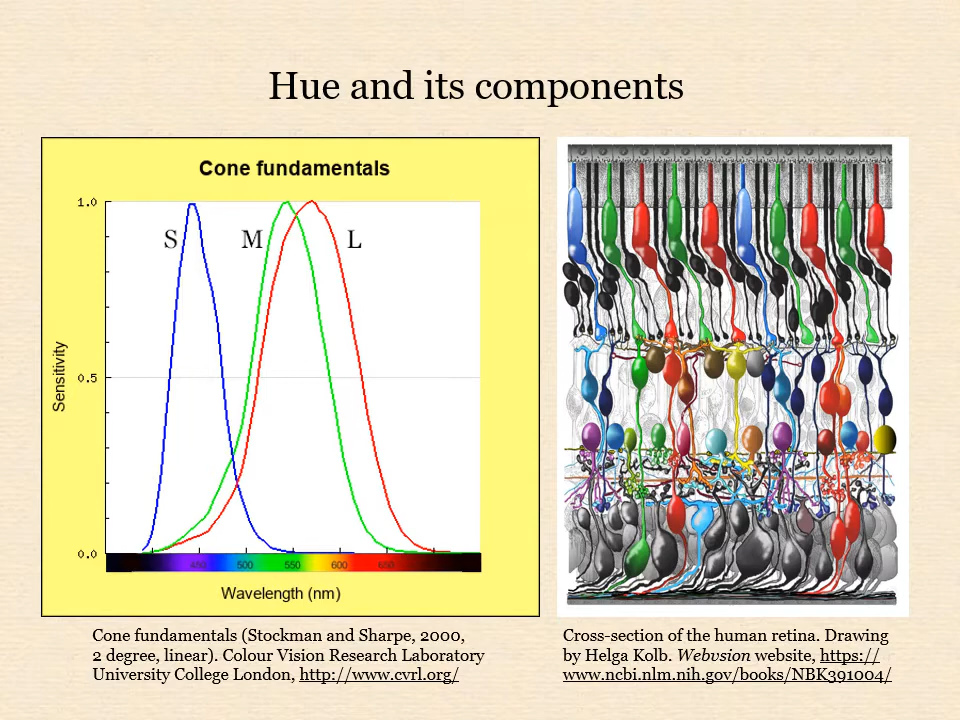 Hue and its components
Cone fundamentals
1.0
S M L
0.5
Sensitivity
0.0
450 500 550 600 650
Wavelength (nm)
Cone fundamentals (Stockman and Sharpe, 2000,
2 degree, linear). Colour Vision Research Laboratory
University College London, http://www.cvrl.org/
Cross-section of the human retina. Drawing
by Helga Kolb. Webvsion website, https://
www.ncbi.nlm.nih.gov/books/NBK391004/